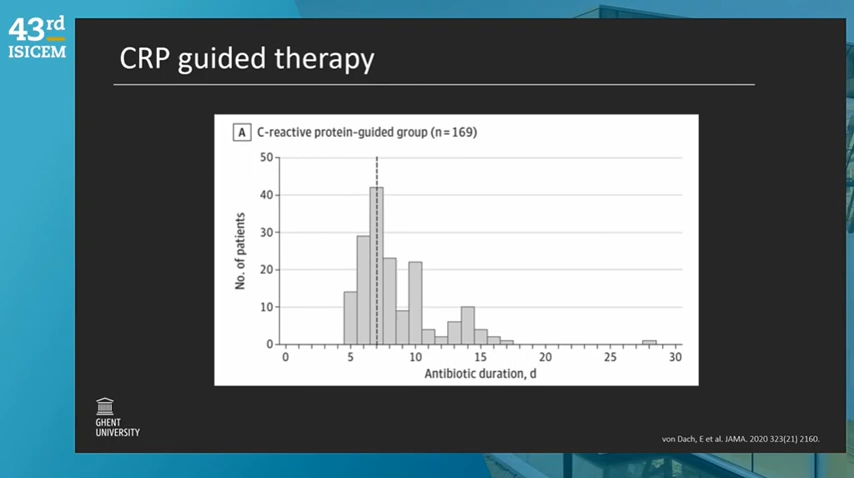 43rd
ISICEM
CRP guided therapy
A C-reactive protein-guided group (n=169)
50
40
30
20
10
0
No. of patients
0 5 10 15 20 25 30
Antibiotic duration, d
GHENT
UNIVERSITY
von Dach, E et al. JAMA. 2020 323(21) 2160.